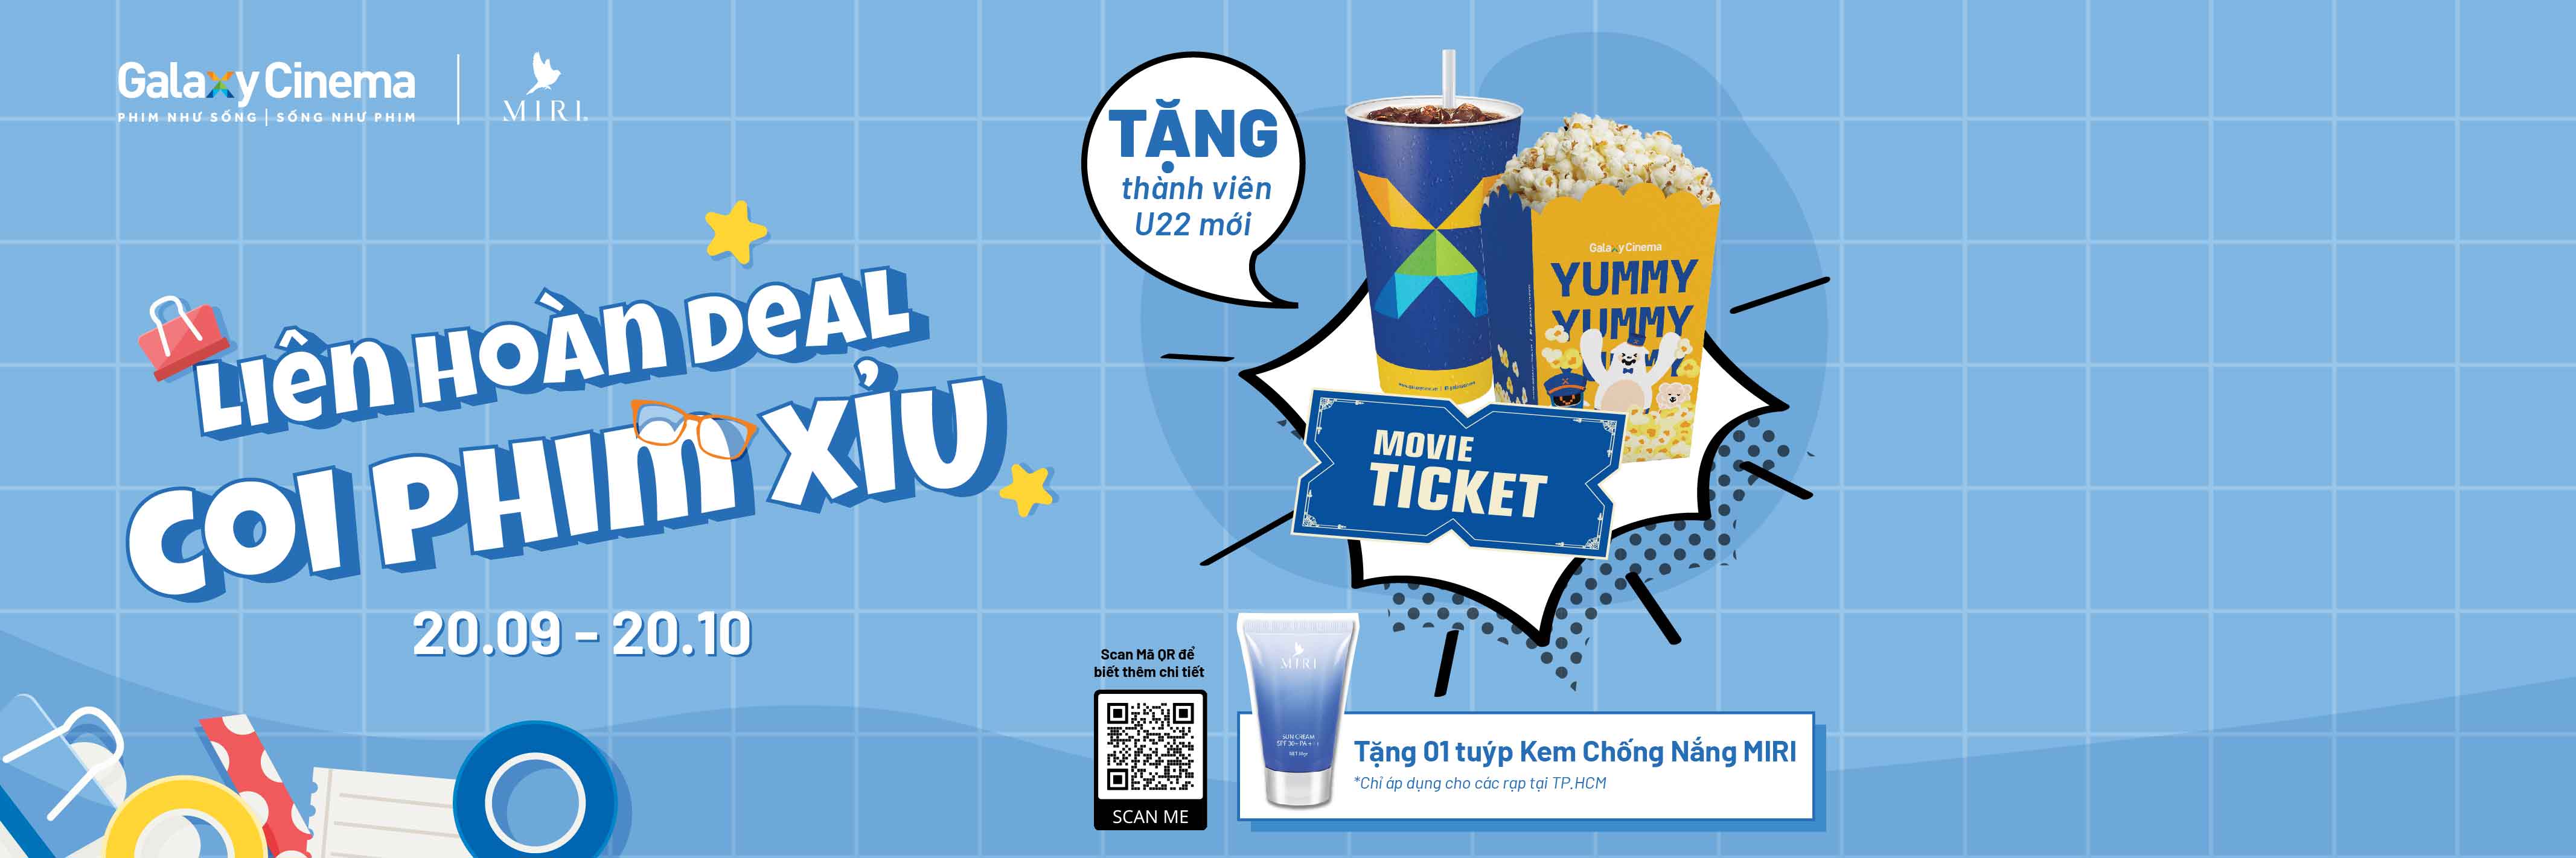 Galaxy Cinema
PHIM NHƯ SỐNG | SỐNG NHƯ PHIM
MIRI
LIÊN HOÀN DEAL
COI PHIM XỈU
20.09 - 20.10
TẶNG
thành viên
U22 mới
Galaxy Cinema
YUMMY
YUMMY
MOVIE
TICKET
Scan Mã QR để
biết thêm chi tiết
SCAN ME
MIRI
SUN CREAM
Tặng 01 tuýp Kem Chống Nắng MIRI
*Chỉ áp dụng cho các rạp tại TP.HCM